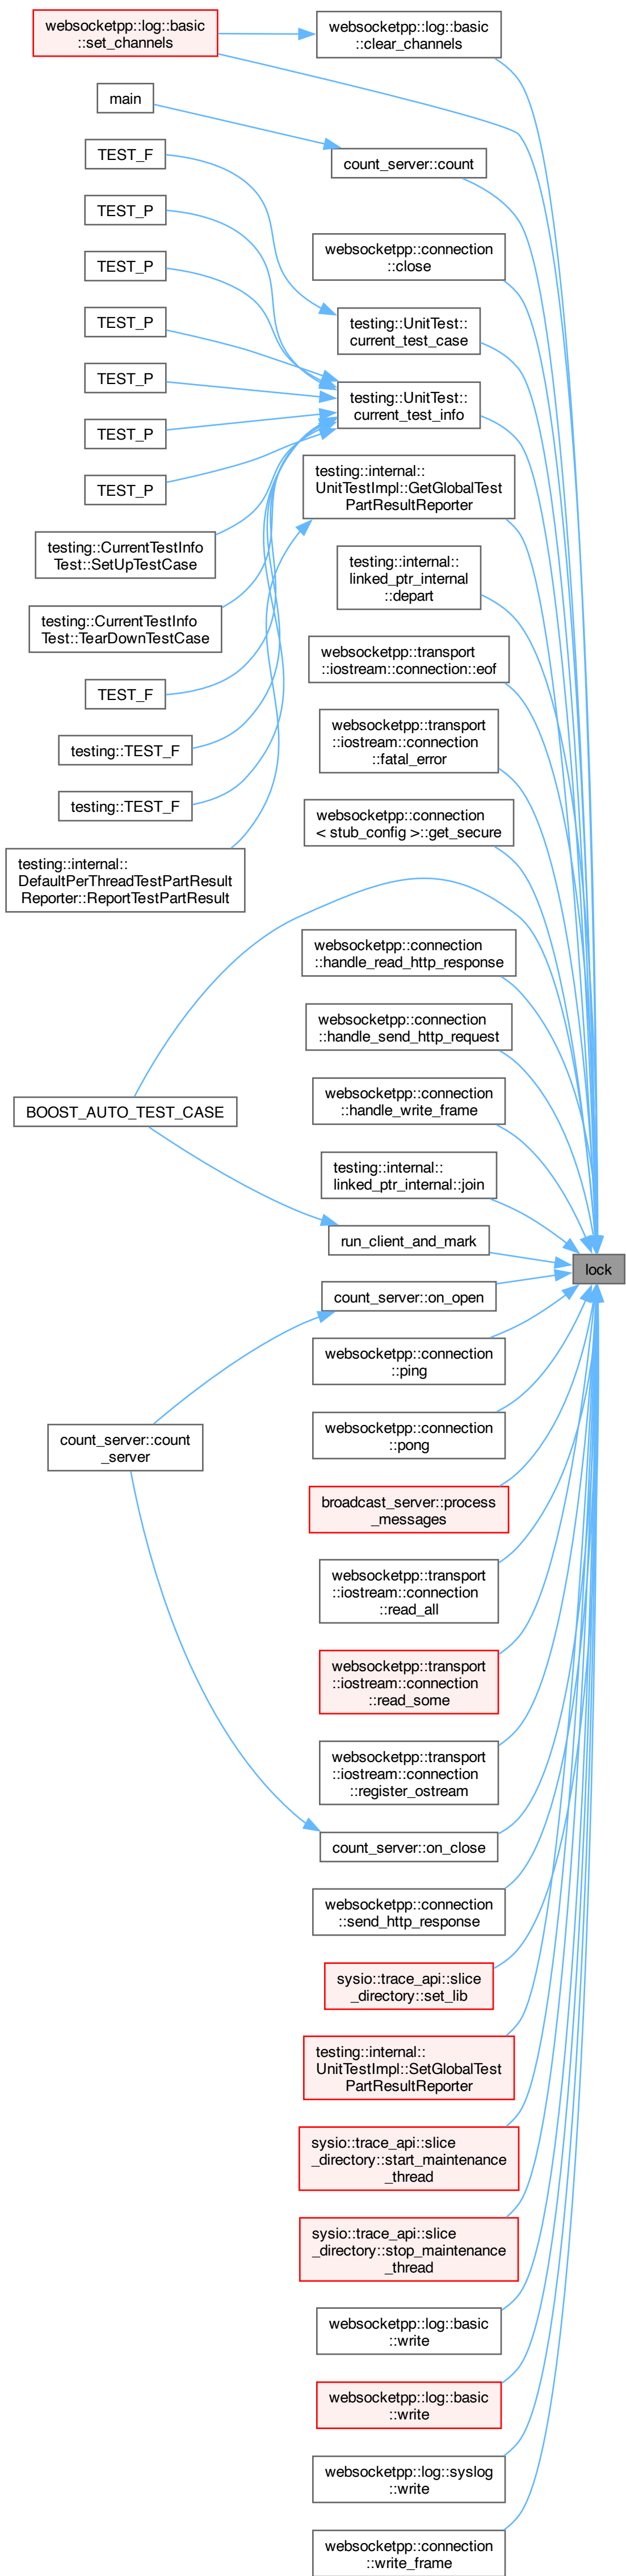 websocketpp::log::basic
::set_channels
websocketpp::log::basic
::clear_channels
main
TEST_F
count_server::count
TEST_P
websocketpp::connection
::close
TEST_P
TEST_P
testing::UnitTest::
current_test_case
TEST_P
testing::UnitTest::
current_test_info
TEST_P
TEST_P
testing::internal::
UnitTestImpl::GetGlobalTest
PartResultReporter
testing::CurrentTestInfo
Test::SetUpTestCase
testing::internal::
linked_ptr_internal
::depart
testing::CurrentTestInfo
Test::TearDownTestCase
websocketpp::transport
::iostream::connection::eof
TEST_F
websocketpp::transport
::iostream::connection
::fatal_error
testing::TEST_F
testing::TEST_F
websocketpp::connection
< stub_config >::get_secure
testing::internal::
DefaultPerThreadTestPartResult
Reporter::ReportTestPartResult
websocketpp::connection
::handle_read_http_response
websocketpp::connection
::handle_send_http_request
websocketpp::connection
::handle_write_frame
BOOST_AUTO_TEST_CASE
testing::internal::
linked_ptr_internal::join
run_client_and_mark
lock
count_server::on_open
websocketpp::connection
::ping
websocketpp::connection
::pong
count_server::count
_server
broadcast_server::process
_messages
websocketpp::transport
::iostream::connection
::read_all
websocketpp::transport
::iostream::connection
::read_some
websocketpp::transport
::iostream::connection
::register_ostream
count_server::on_close
websocketpp::connection
::send_http_response
sysio::trace_api::slice
_directory::set_lib
testing::internal::
UnitTestImpl::SetGlobalTest
PartResultReporter
sysio::trace_api::slice
_directory::start_maintenance
_thread
sysio::trace_api::slice
_directory::stop_maintenance
_thread
websocketpp::log::basic
::write
websocketpp::log::basic
::write
websocketpp::log::syslog
::write
websocketpp::connection
::write_frame